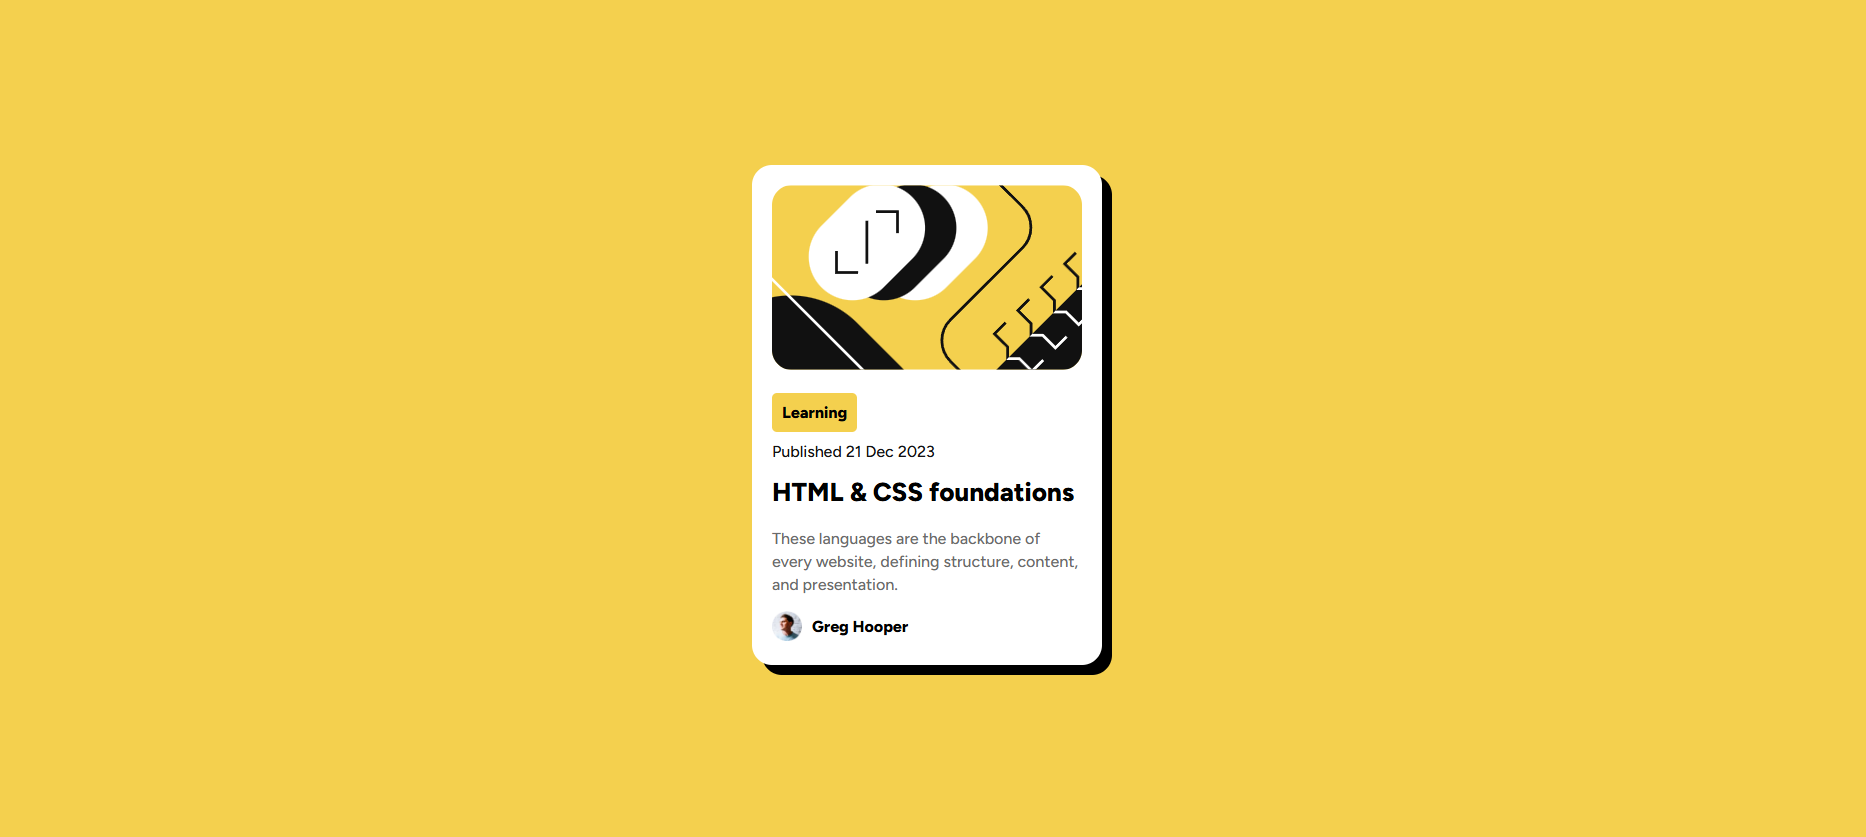 Learning
Published 21 Dec 2023
HTML & CSS foundations
These languages are the backbone of
every website, defining structure, content,
and presentation.
Greg Hooper